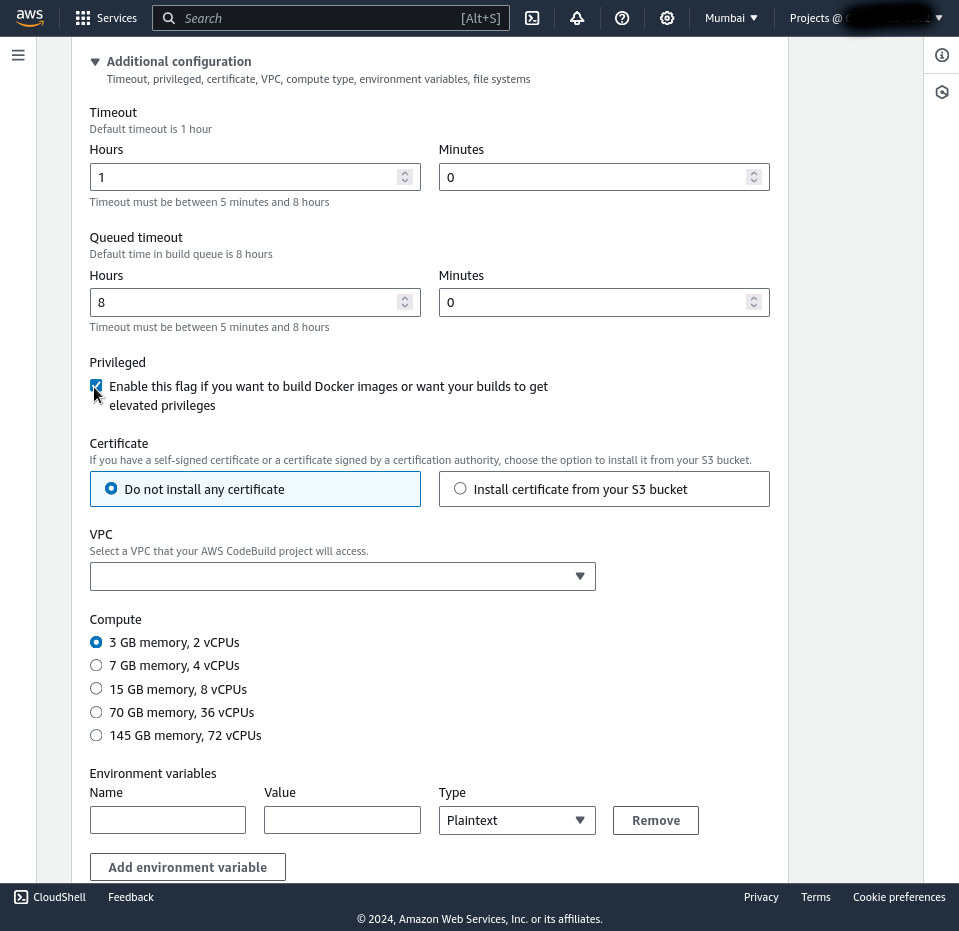 aws Services Search [Alt+S] Mumbai Projects @
Additional configuration
Timeout, privileged, certificate, VPC, compute type, environment variables, file systems
Timeout
Default timeout is 1 hour
Hours Minutes
1 0
Timeout must be between 5 minutes and 8 hours
Queued timeout
Default time in build queue is 8 hours
Hours Minutes
8 0
Timeout must be between 5 minutes and 8 hours
Privileged
Enable this flag if you want to build Docker images or want your builds to get
elevated privileges
Certificate
If you have a self-signed certificate or a certificate signed by a certification authority, choose the option to install it from your S3 bucket.
Do not install any certificate Install certificate from your S3 bucket
VPC
Select a VPC that your AWS CodeBuild project will access.
Compute
3 GB memory, 2 vCPUs
7 GB memory, 4 vCPUs
15 GB memory, 8 vCPUs
70 GB memory, 36 vCPUs
145 GB memory, 72 vCPUs
Environment variables
Name Value Type
Plaintext Remove
Add environment variable
CloudShell Feedback Privacy Terms Cookie preferences
© 2024, Amazon Web Services, Inc. or its affiliates.